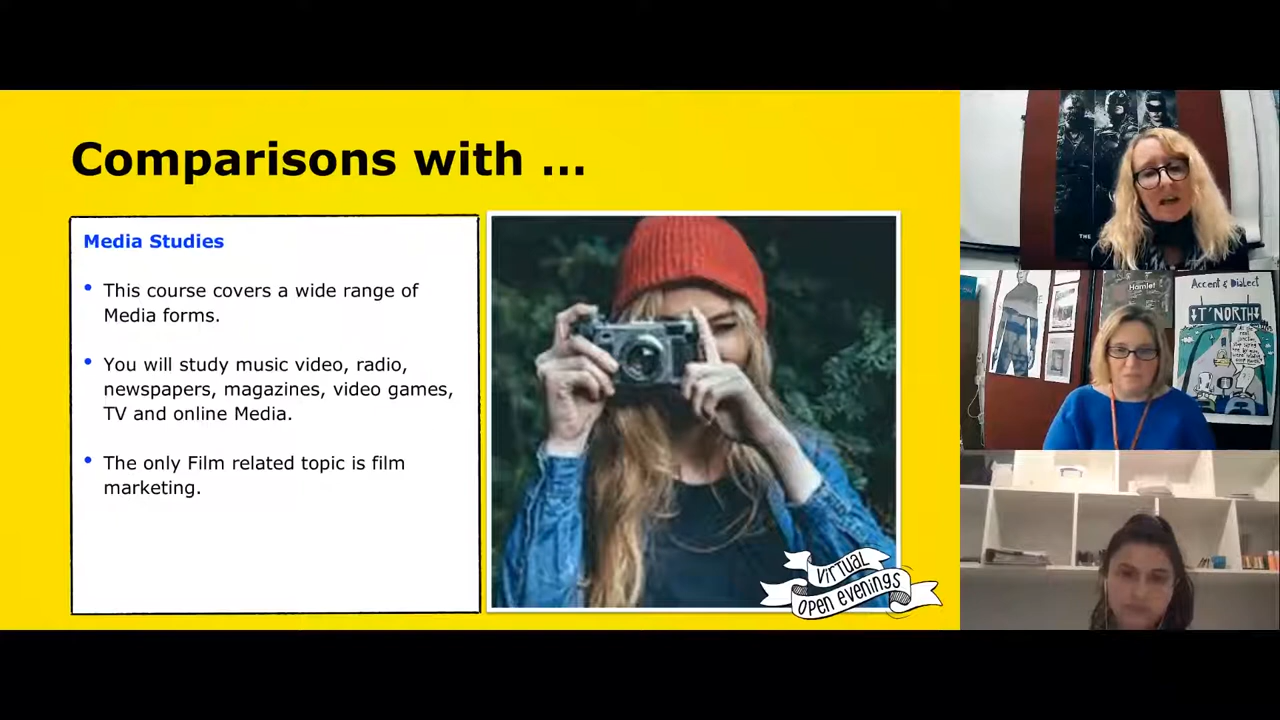 Comparisons with ...
Media Studies
• This course covers a wide range of
Media forms.
• You will study music video, radio,
newspapers, magazines, video games,
TV and online Media.
• The only Film related topic is film
marketing.
VIRTUAL
OPEN EVENINGS
THE
Hamlet
Accent & Dialect
↓T'NORTH↓